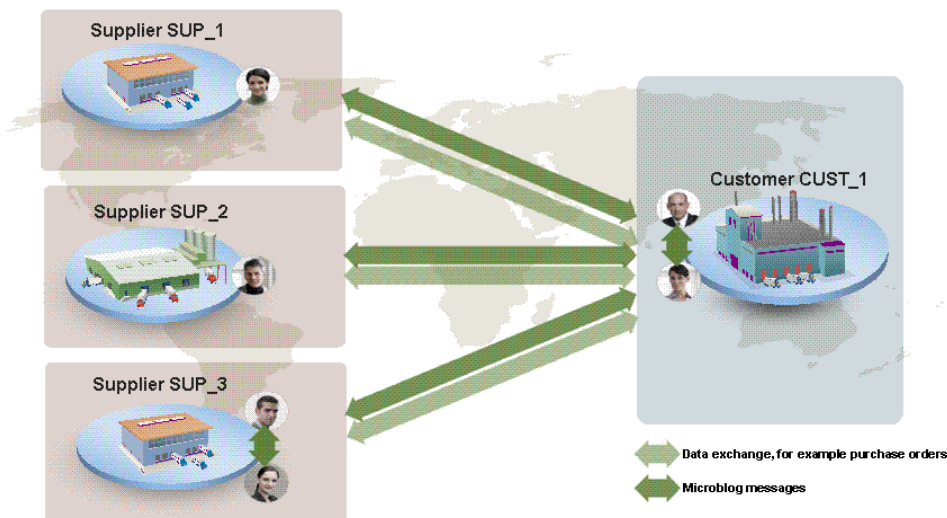 Supplier SUP_1
Supplier SUP_2
Customer CUST_1
Supplier SUP_3
Data exchange, for example purchase orders
Microblog messages